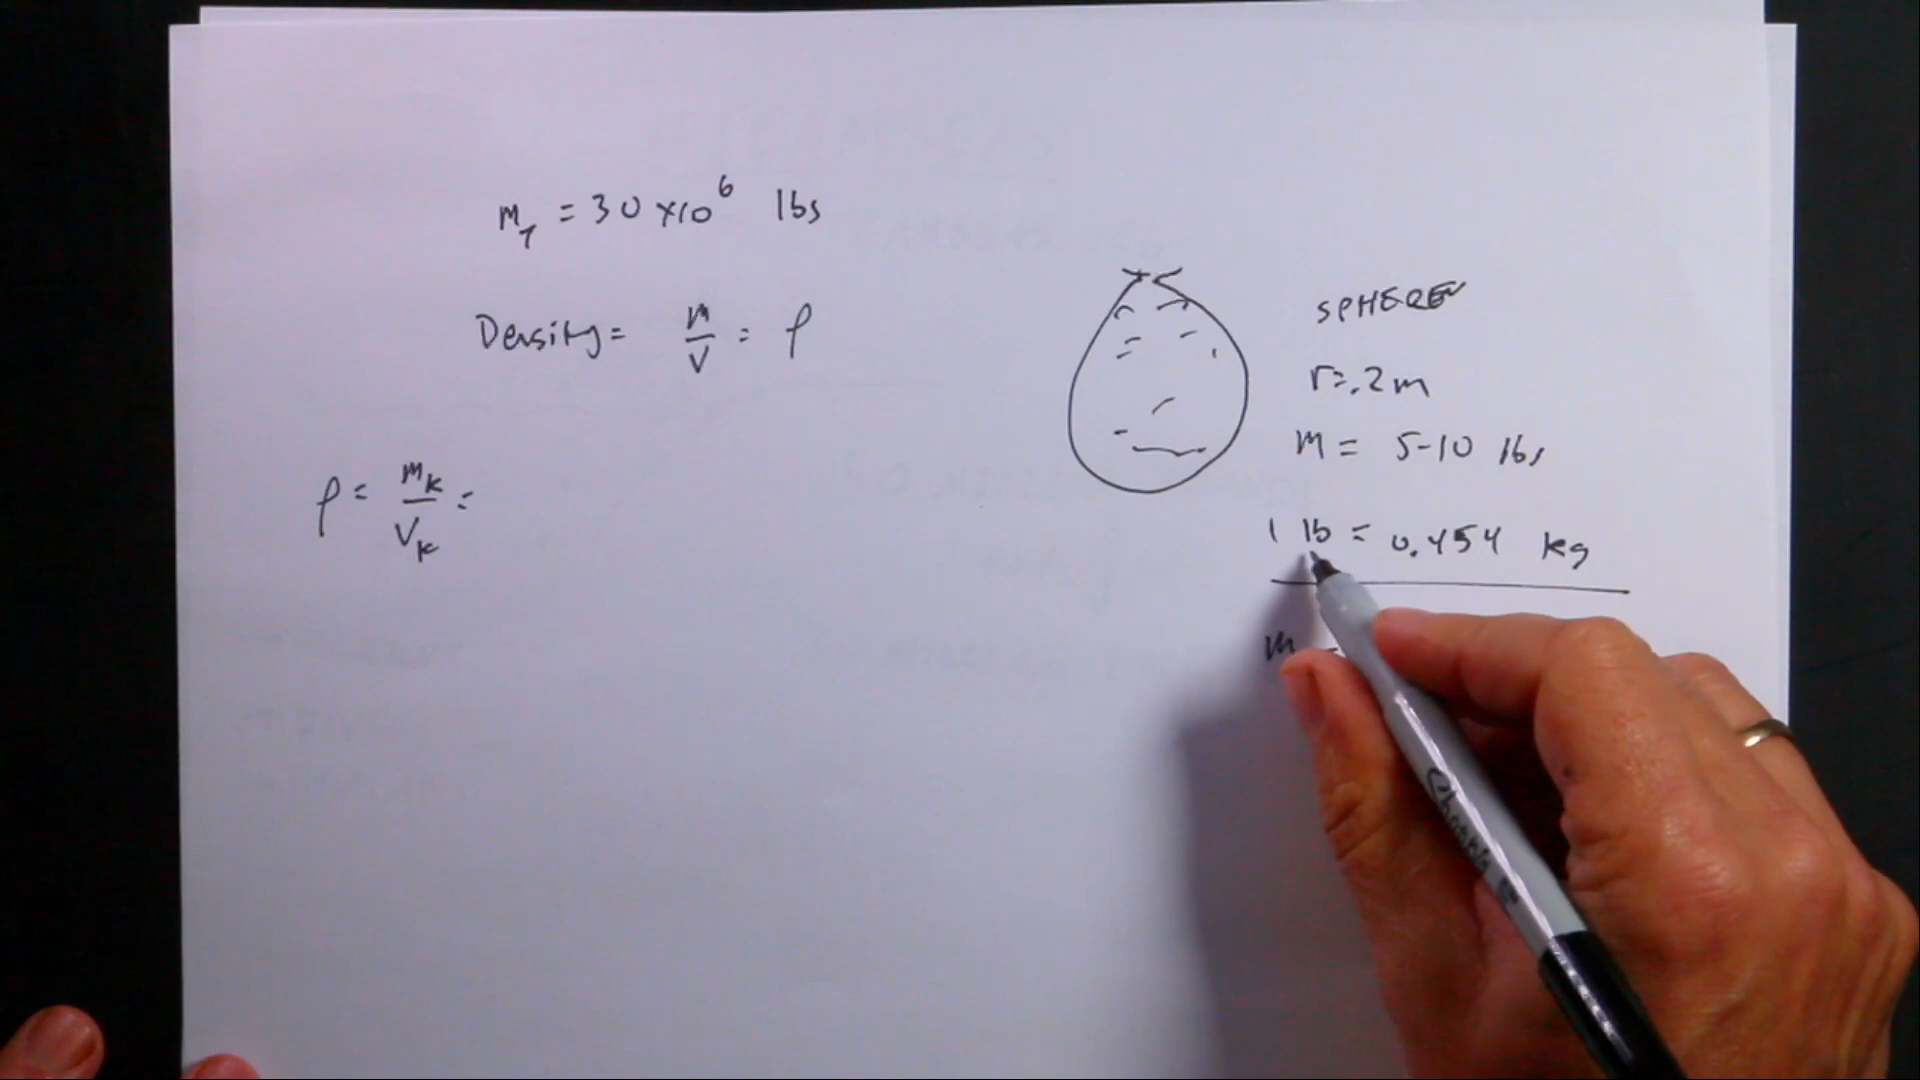 m_T = 30 x10^6 lbs
Density = m/V = ρ
ρ = m_k/V_k =
SPHERE
r=.2m
m = 5-10 lbs
1 lb = 0.454 kg
m =